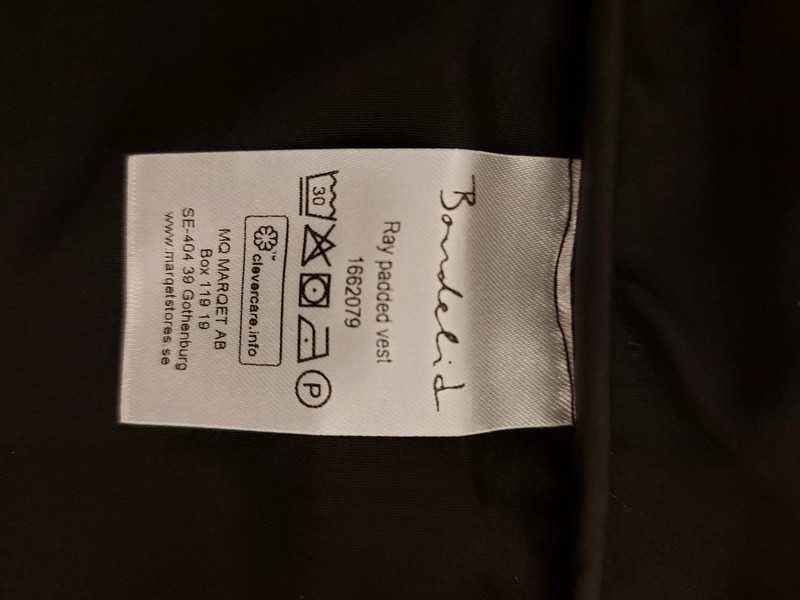 Bondelid
Ray padded vest
1662079
30 P
clevercare.info
MQ MARQET AB
Box 119 19
SE-404 39 Gothenburg
www.marqetstores.se